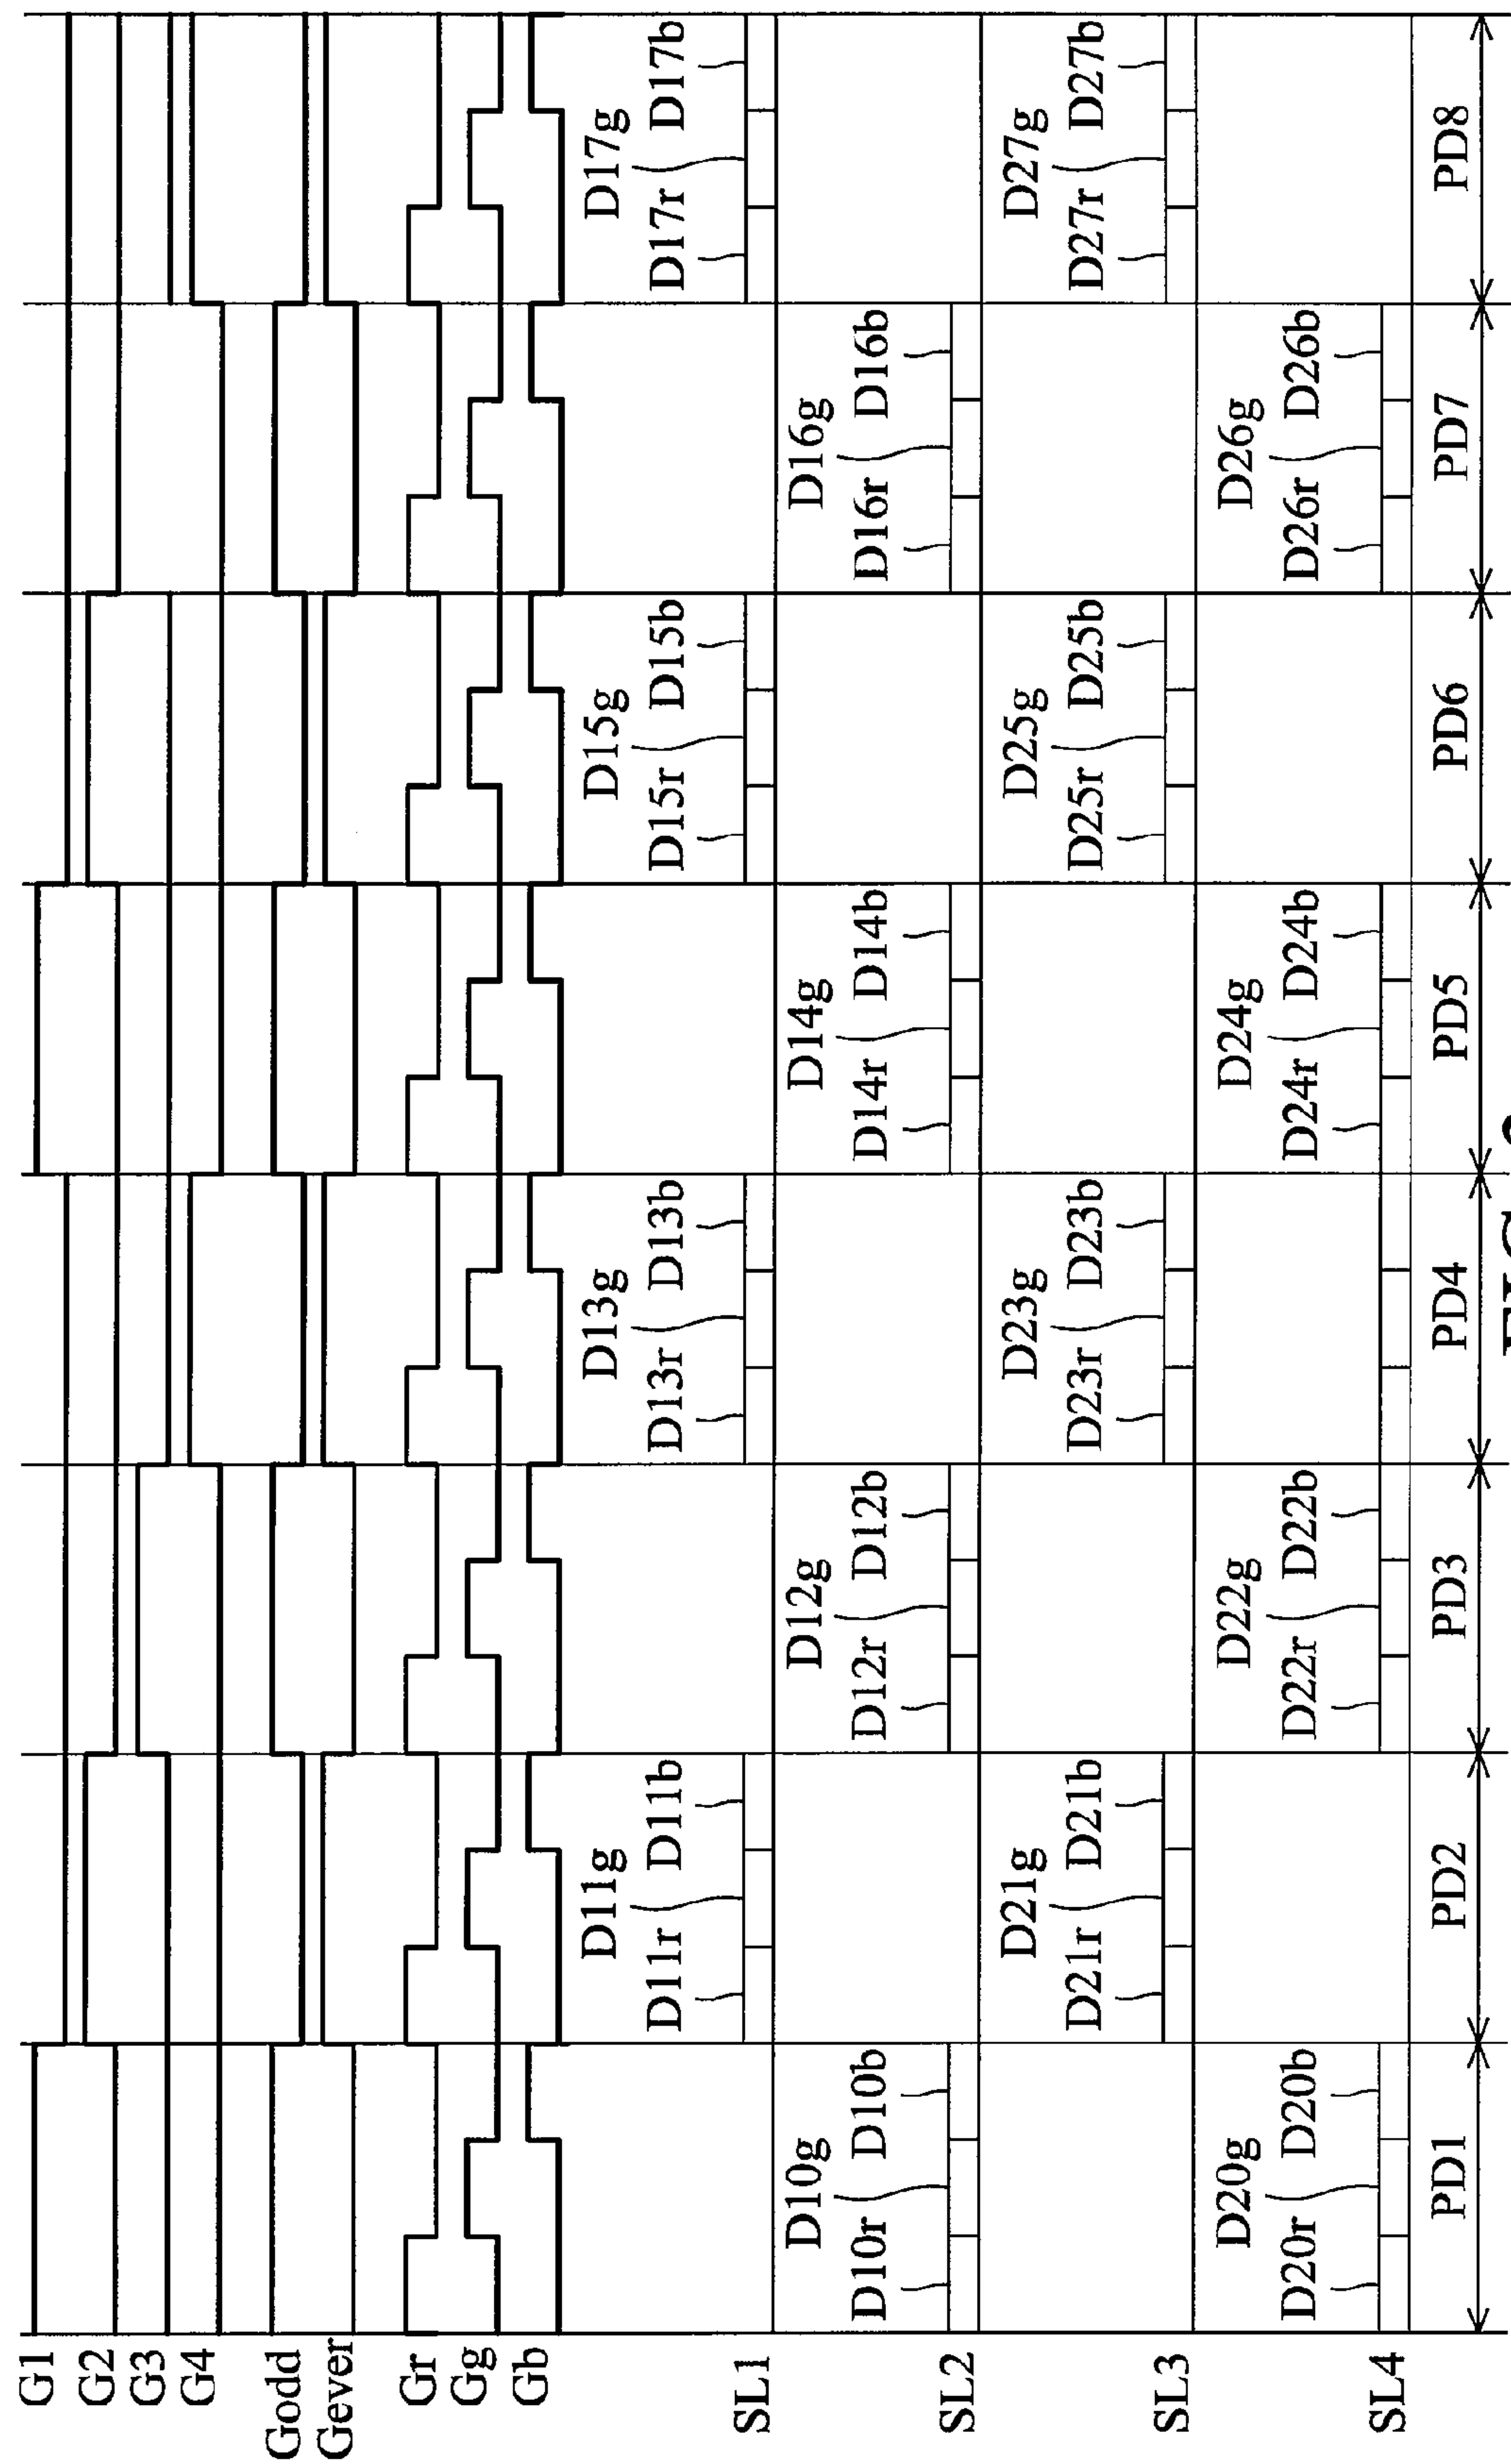 G1
G2
G3
G4
Godd
Gever
Gr
Gg
Gb
D11g D13g D15g D17g
D11r D11b D13r D13b D15r D15b D17r D17b
SL1
D10g D12g D14g D16g
D10r D10b D12r D12b D14r D14b D16r D16b
SL2
D21g D23g D25g D27g
D21r D21b D23r D23b D25r D25b D27r D27b
SL3
D20g D22g D24g D26g
D20r D20b D22r D22b D24r D24b D26r D26b
SL4
PD1 PD2 PD3 PD4 PD5 PD6 PD7 PD8